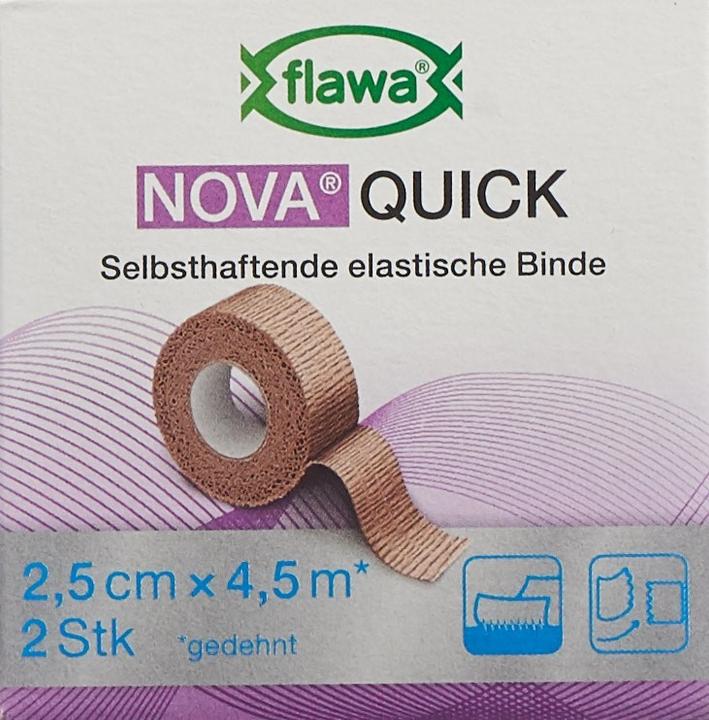 flawa®
NOVA® QUICK
Selbsthaftende elastische Binde
2,5 cm x 4,5 m*
2 Stk *gedehnt